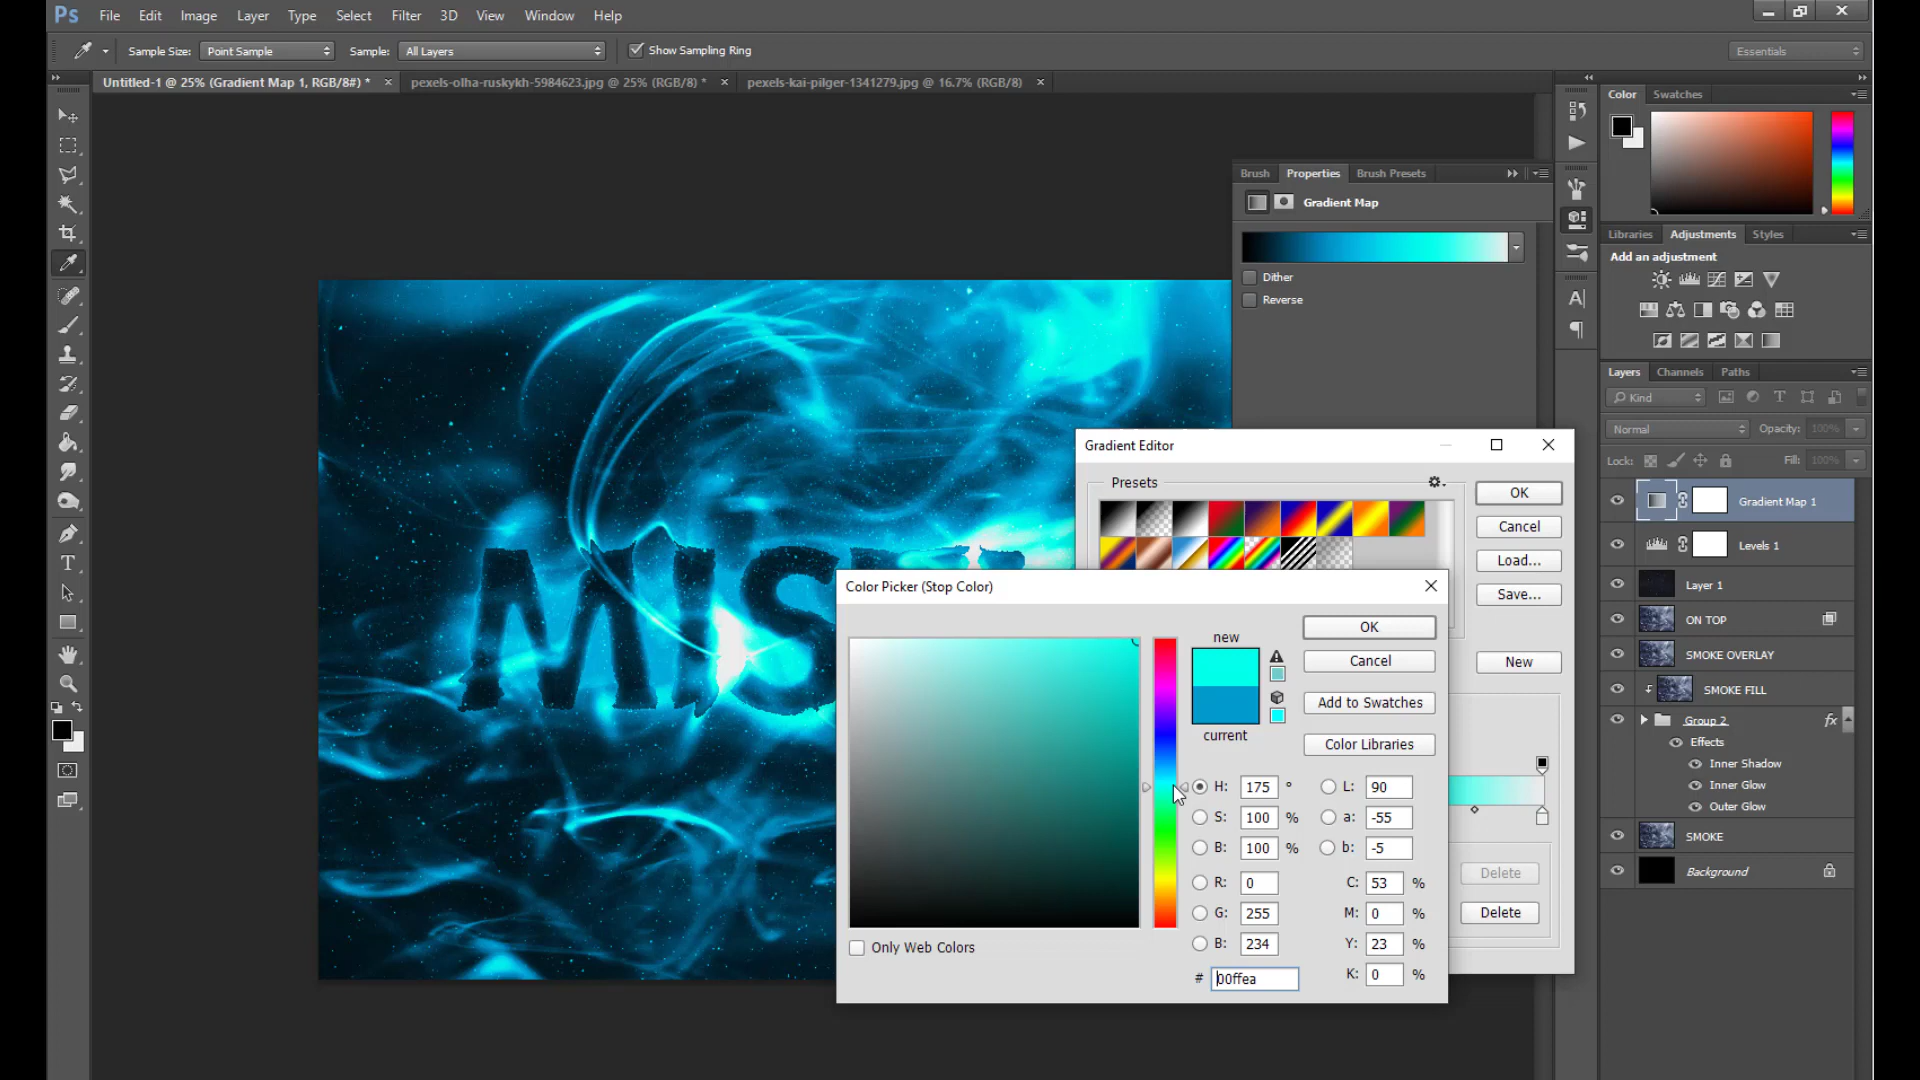 Ps File Edit Image Layer Type Select Filter 3D View Window Help
Sample Size: Point Sample Sample: All Layers Show Sampling Ring Essentials
Untitled-1 @ 25% (Gradient Map 1, RGB/8#) * × pexels-olha-ruskykh-5984623.jpg @ 25% (RGB/8) * × pexels-kai-pilger-1341279.jpg @ 16.7% (RGB/8) ×
Color Swatches
Brush Properties Brush Presets
Gradient Map
Dither
Reverse
Libraries Adjustments Styles
Add an adjustment
Layers Channels Paths
Kind
Normal Opacity: 100%
Lock: Fill: 100%
Gradient Map 1
Levels 1
Layer 1
ON TOP
SMOKE OVERLAY
SMOKE FILL
Group 2 fx
Effects
Inner Shadow
Inner Glow
Outer Glow
SMOKE
Background
MIS
Gradient Editor
Presets
OK
Cancel
Load...
Save...
New
Delete
Delete
Color Picker (Stop Color)
new
current
OK
Cancel
Add to Swatches
Color Libraries
H: 175 ° L: 90
S: 100 % a: -55
B: 100 % b: -5
R: 0 C: 53 %
G: 255 M: 0 %
B: 234 Y: 23 %
# 00ffea K: 0 %
Only Web Colors